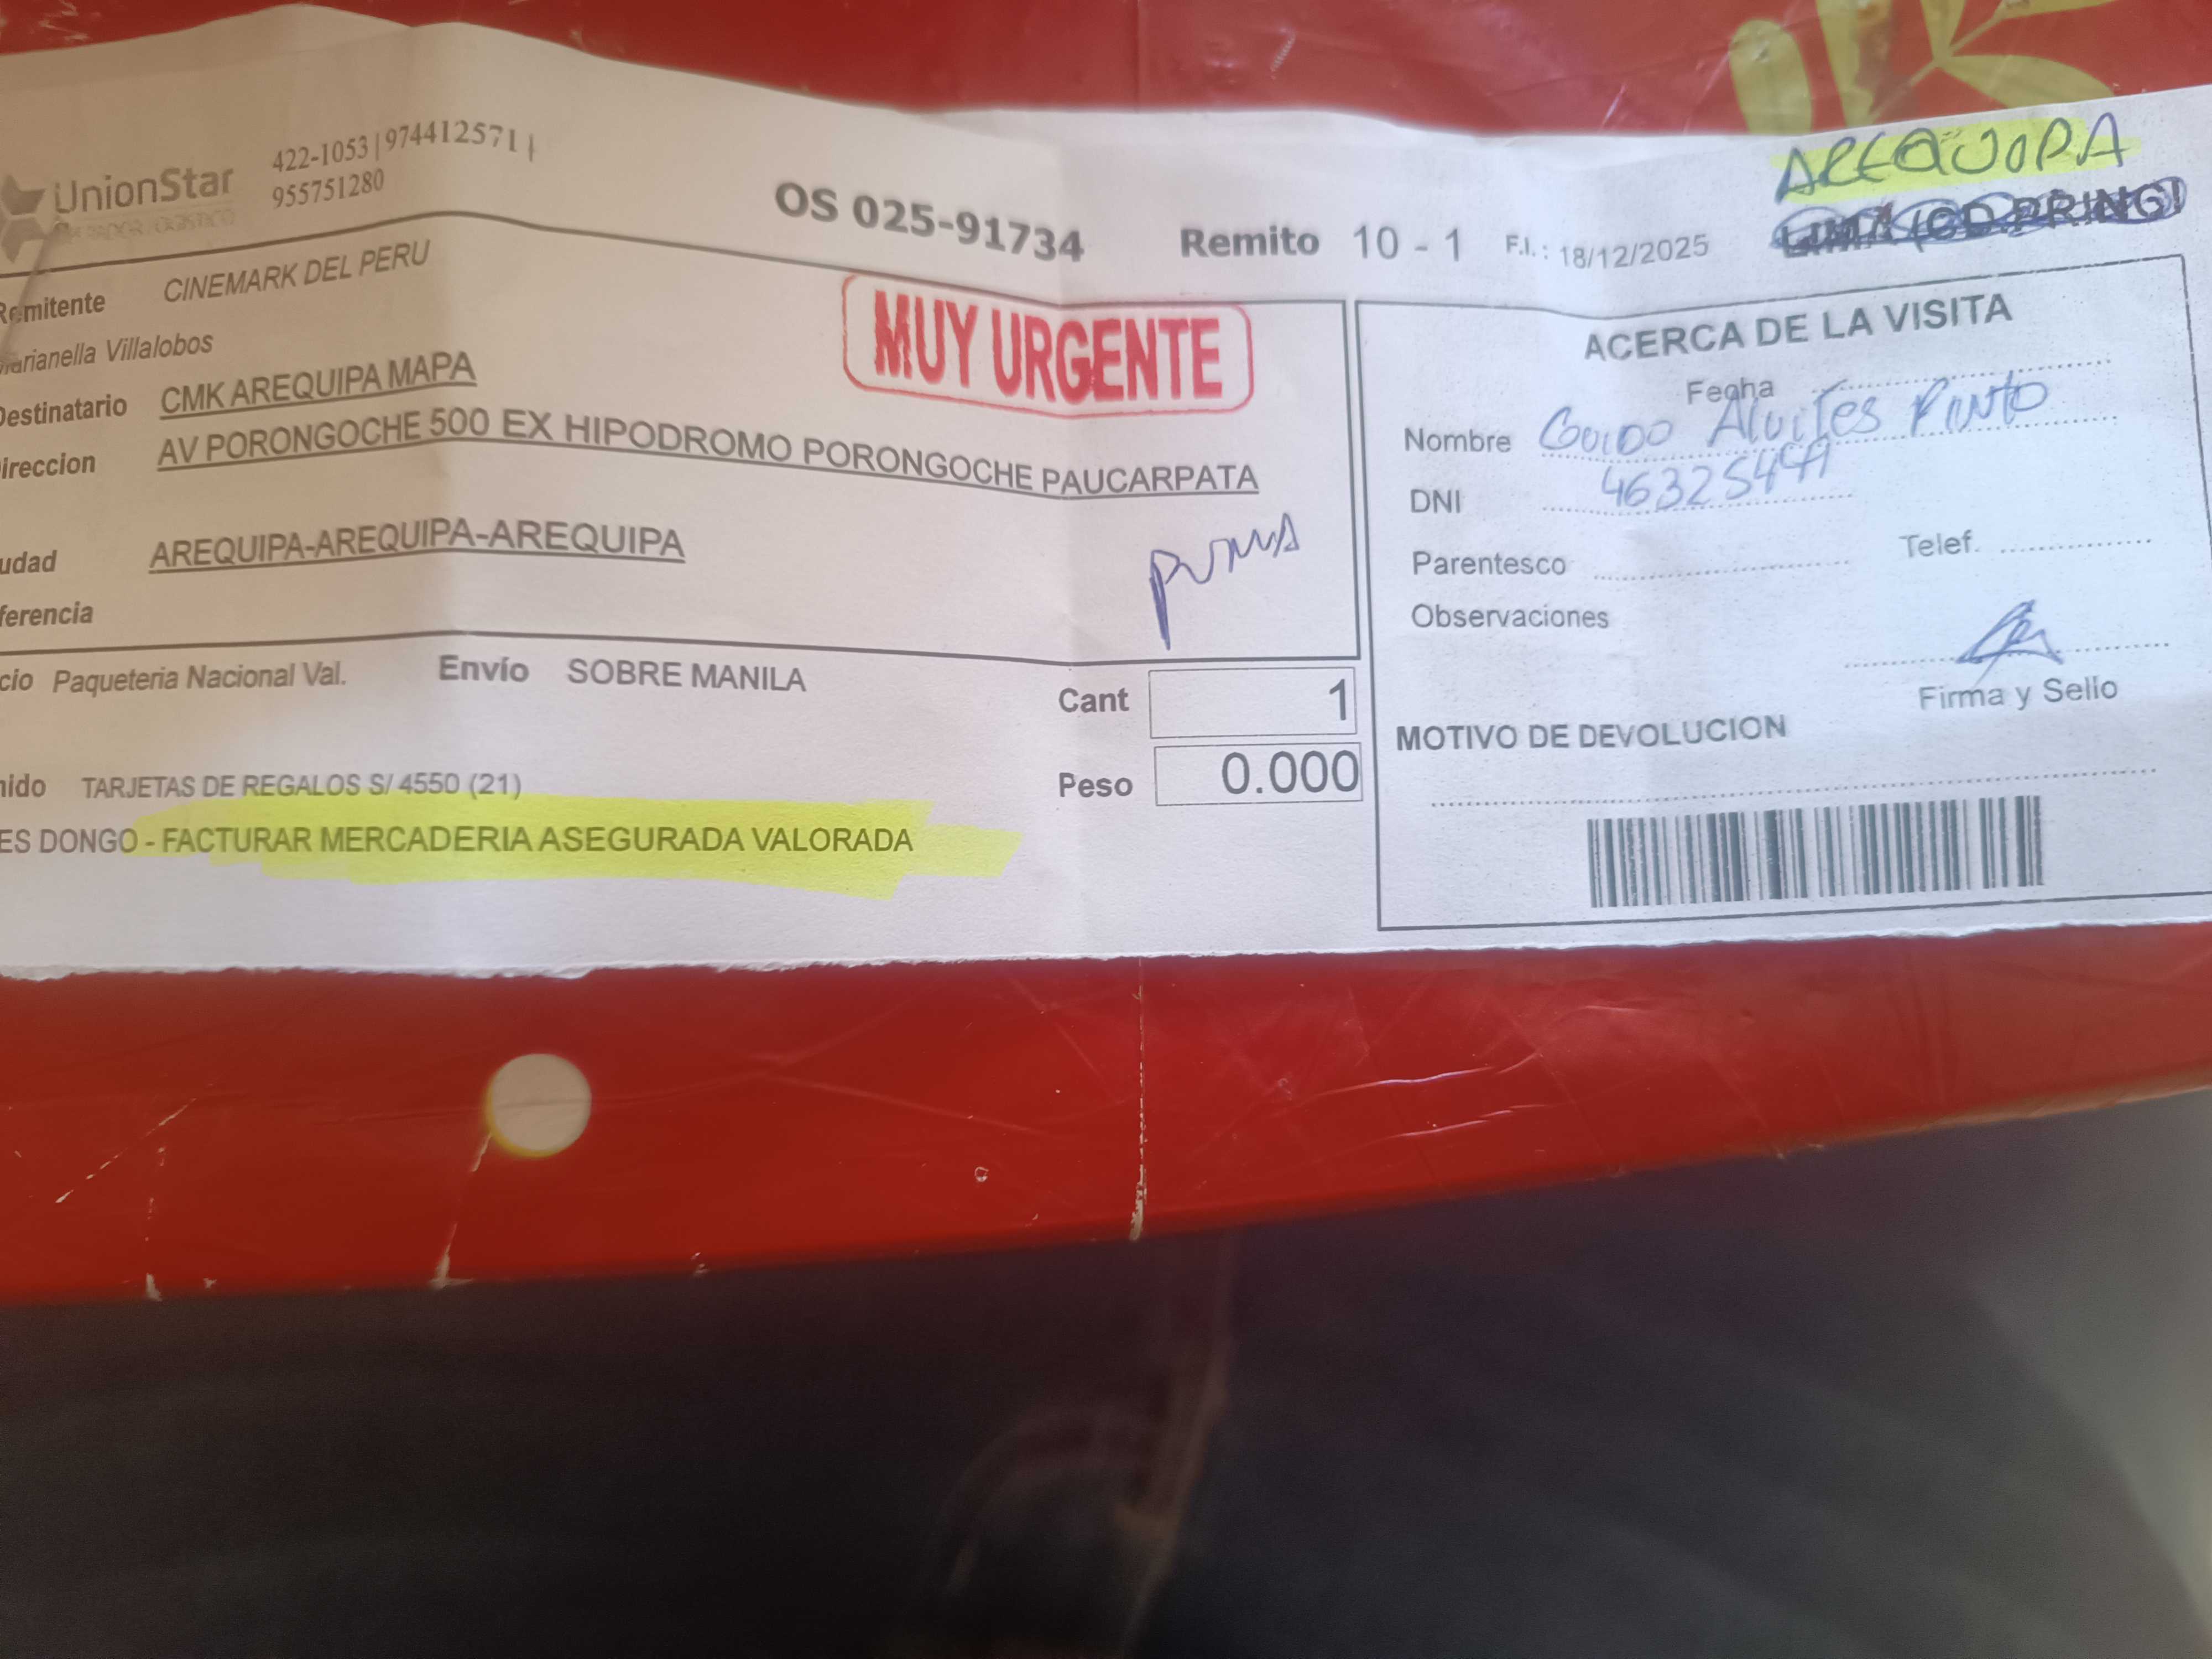 UnionStar
422-1053 | 974412571 |
955751280
OS 025-91734
Remito 10 - 1 F.I.: 18/12/2025
AREQUIPA
Remitente CINEMARK DEL PERU
Villalobos
Destinatario CMK AREQUIPA MAPA
ireccion AV PORONGOCHE 500 EX HIPODROMO PORONGOCHE PAUCARPATA
udad AREQUIPA-AREQUIPA-AREQUIPA
ferencia
MUY URGENTE
PUMA
cio Paqueteria Nacional Val. Envío SOBRE MANILA
Cant 1
Peso 0.000
nido TARJETAS DE REGALOS S/ 4550 (21)
ES DONGO - FACTURAR MERCADERIA ASEGURADA VALORADA
ACERCA DE LA VISITA
Fecha
Nombre Guido Alvites Pinto
DNI
Parentesco Telef.
Observaciones
Firma y Sello
MOTIVO DE DEVOLUCION